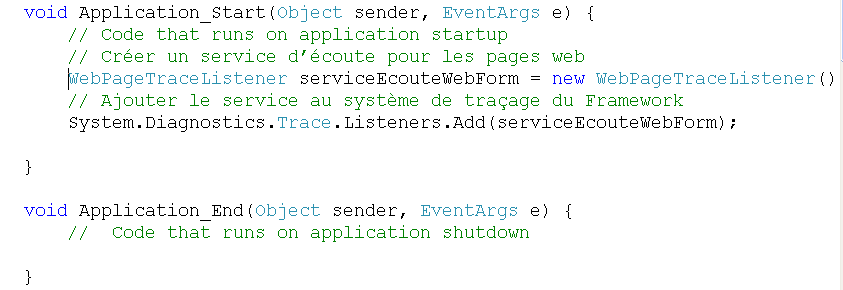 void Application_Start(Object sender, EventArgs e) {
// Code that runs on application startup
// Créer un service d’écoute pour les pages web
WebPageTraceListener serviceEcouteWebForm = new WebPageTraceListener()
// Ajouter le service au système de traçage du Framework
System.Diagnostics.Trace.Listeners.Add(serviceEcouteWebForm);
}
void Application_End(Object sender, EventArgs e) {
//  Code that runs on application shutdown
}